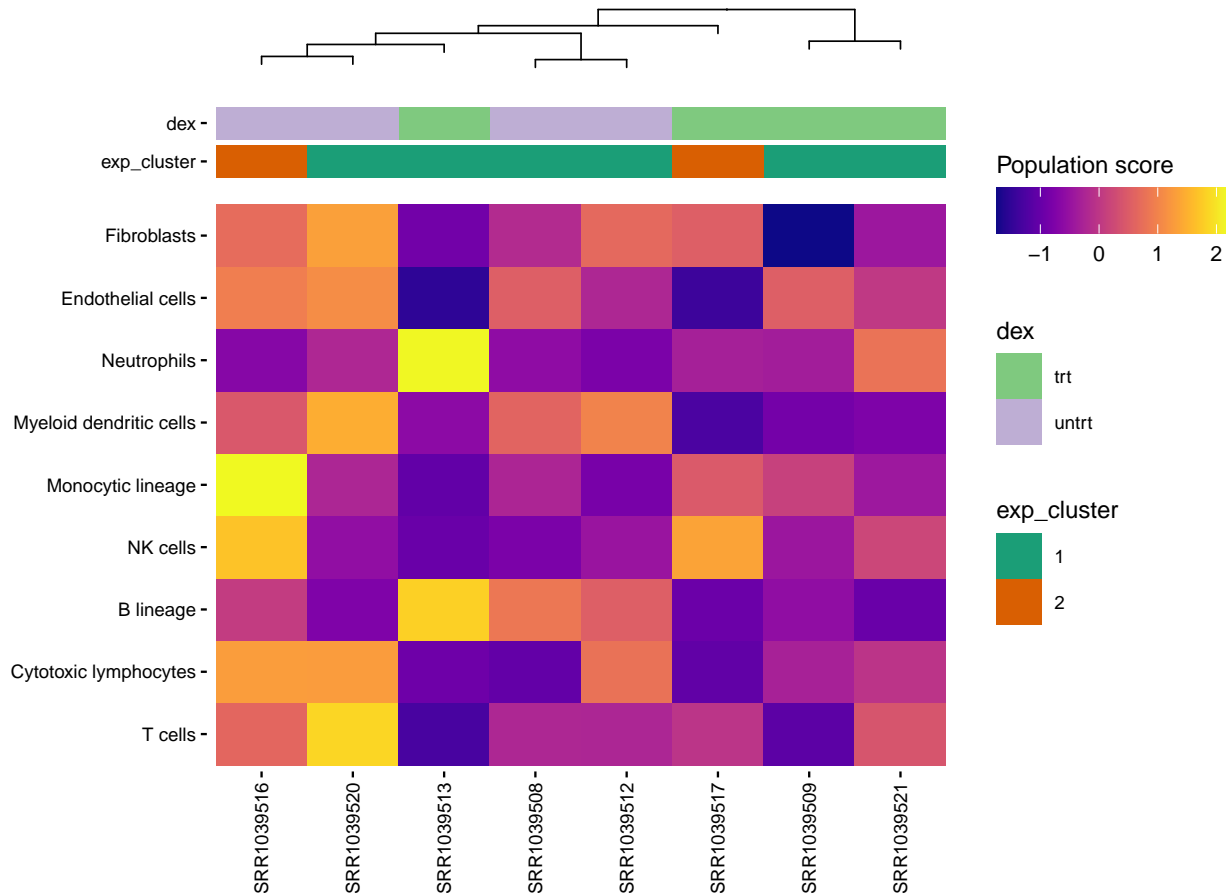 dex
exp_cluster
Fibroblasts
Endothelial cells
Neutrophils
Myeloid dendritic cells
Monocytic lineage
NK cells
B lineage
Cytotoxic lymphocytes
T cells
SRR1039516
SRR1039520
SRR1039513
SRR1039508
SRR1039512
SRR1039517
SRR1039509
SRR1039521
Population score
−1 0 1 2
dex
trt
untrt
exp_cluster
1
2